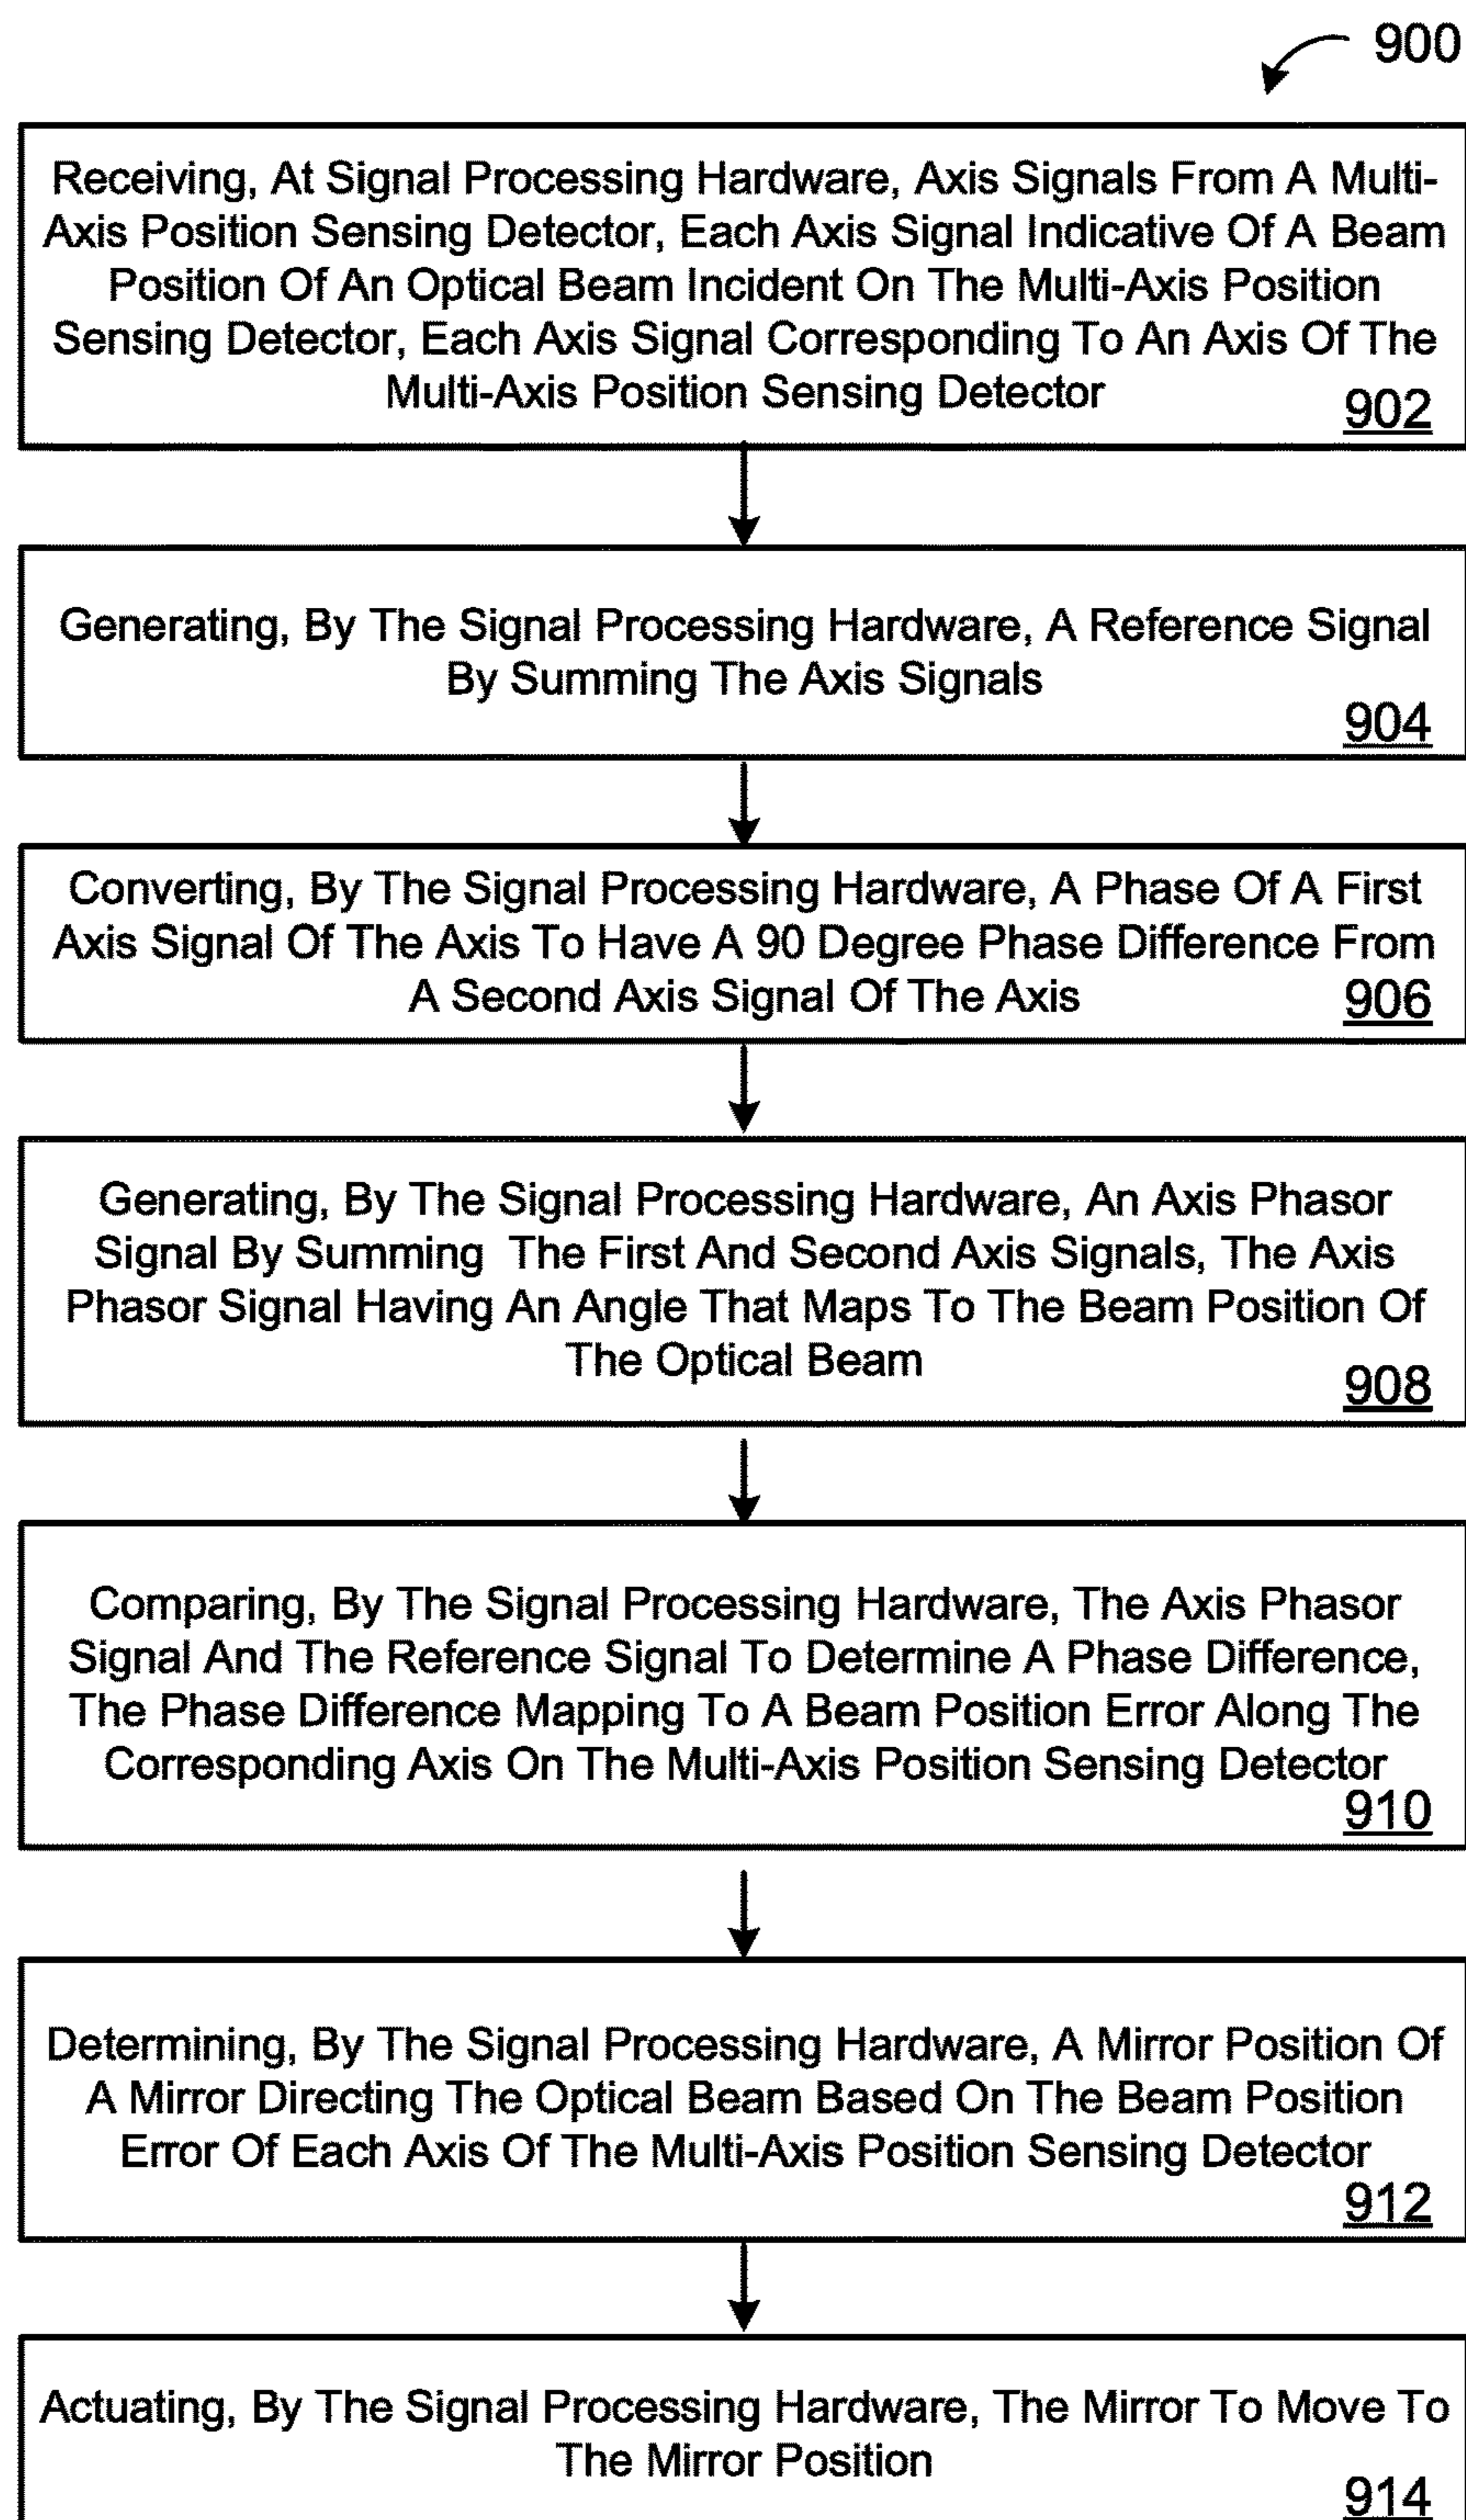 900
Receiving, At Signal Processing Hardware, Axis Signals From A Multi-
Axis Position Sensing Detector, Each Axis Signal Indicative Of A Beam
Position Of An Optical Beam Incident On The Multi-Axis Position
Sensing Detector, Each Axis Signal Corresponding To An Axis Of The
Multi-Axis Position Sensing Detector
902
Generating, By The Signal Processing Hardware, A Reference Signal
By Summing The Axis Signals
904
Converting, By The Signal Processing Hardware, A Phase Of A First
Axis Signal Of The Axis To Have A 90 Degree Phase Difference From
A Second Axis Signal Of The Axis
906
Generating, By The Signal Processing Hardware, An Axis Phasor
Signal By Summing The First And Second Axis Signals, The Axis
Phasor Signal Having An Angle That Maps To The Beam Position Of
The Optical Beam
908
Comparing, By The Signal Processing Hardware, The Axis Phasor
Signal And The Reference Signal To Determine A Phase Difference,
The Phase Difference Mapping To A Beam Position Error Along The
Corresponding Axis On The Multi-Axis Position Sensing Detector
910
Determining, By The Signal Processing Hardware, A Mirror Position Of
A Mirror Directing The Optical Beam Based On The Beam Position
Error Of Each Axis Of The Multi-Axis Position Sensing Detector
912
Actuating, By The Signal Processing Hardware, The Mirror To Move To
The Mirror Position
914